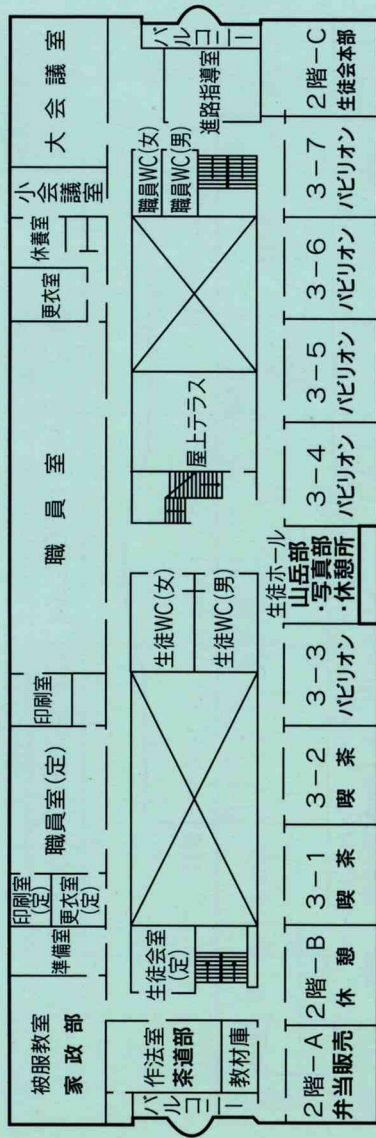 大会議室
小会議室
休養室
更衣室
職員室
印刷室
職員室(定)
印刷室(定)
更衣室(定)
準備室
被服教室
家政部
バルコニー
進路指導室
職員WC(女)
職員WC(男)
屋上テラス
生徒WC(女)
生徒WC(男)
生徒会室(定)
作法室
茶道部
教材庫
バルコニー
2階-C
生徒会本部
3-7
パビリオン
3-6
パビリオン
3-5
パビリオン
3-4
パビリオン
生徒ホール
山岳部
・写真部
・休憩所
3-3
パビリオン
3-2
喫茶
3-1
喫茶
2階-B
休憩
2階-A
弁当販売